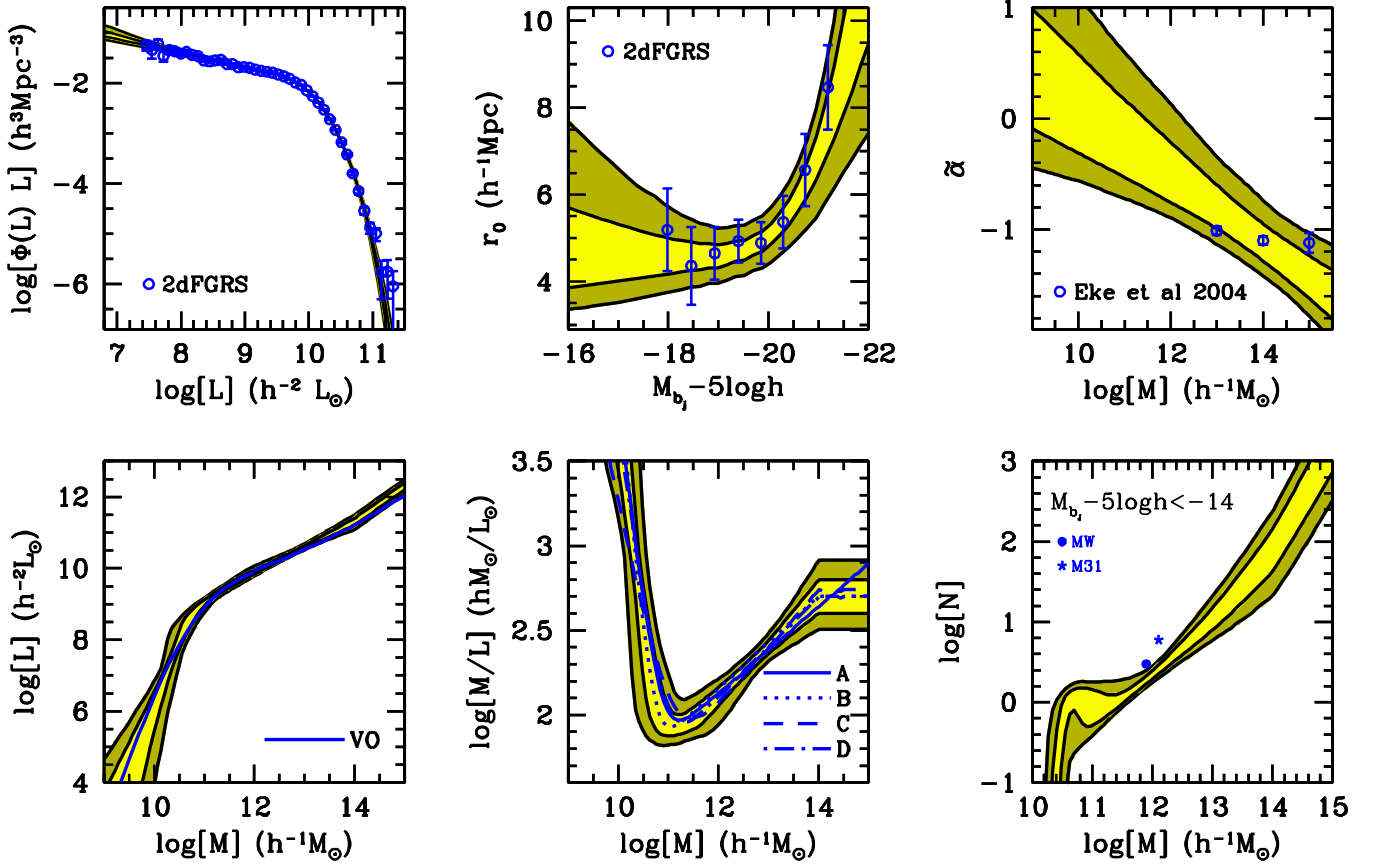 log[Φ(L) L] (h³Mpc⁻³)
−2
−4
−6
2dFGRS
7 8 9 10 11
log[L] (h⁻² L⊙)
r₀ (h⁻¹Mpc)
10
8
6
4
2dFGRS
−16 −18 −20 −22
M_bj−5logh
α̃
1
0
−1
Eke et al 2004
10 12 14
log[M] (h⁻¹M⊙)
log[L] (h⁻²L⊙)
12
10
8
6
4
VO
10 12 14
log[M] (h⁻¹M⊙)
log[M/L] (hM⊙/L⊙)
3.5
3
2.5
2
A
B
C
D
10 12 14
log[M] (h⁻¹M⊙)
log[N]
3
2
1
0
−1
M_bj−5logh<−14
MW
M31
10 11 12 13 14 15
log[M] (h⁻¹M⊙)